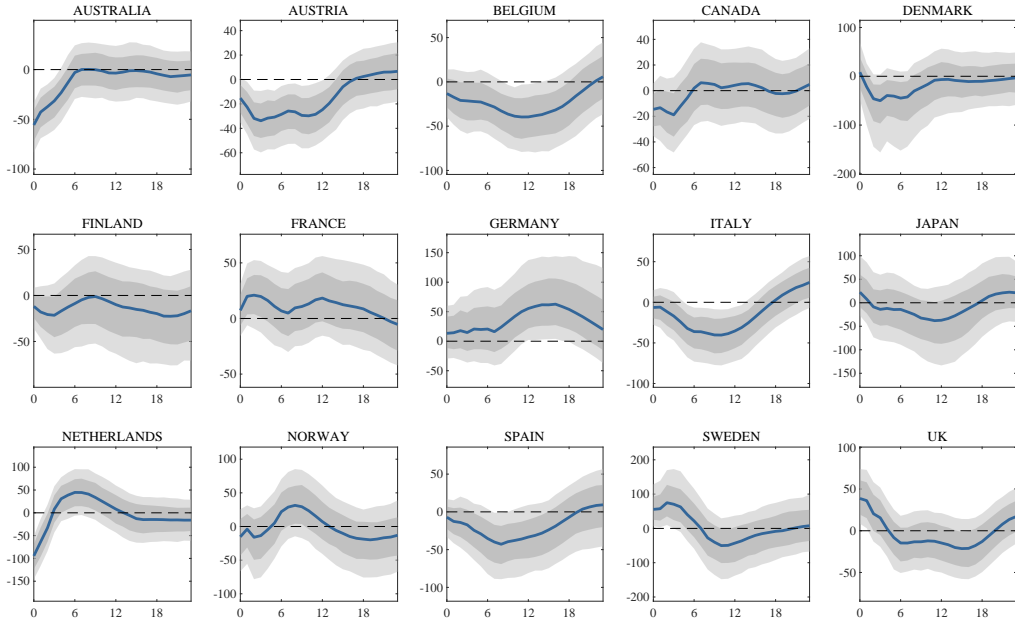 AUSTRALIA AUSTRIA BELGIUM CANADA DENMARK
0 -50 -100
0 6 12 18
40 20 0 -20 -40 -60
0 6 12 18
50 0 -50 -100
0 6 12 18
40 20 0 -20 -40 -60
0 6 12 18
100 0 -100 -200
0 6 12 18
FINLAND FRANCE GERMANY ITALY JAPAN
50 0 -50
0 6 12 18
50 0 -50
0 6 12 18
150 100 50 0 -50
0 6 12 18
50 0 -50 -100
0 6 12 18
100 50 0 -50 -100 -150
0 6 12 18
NETHERLANDS NORWAY SPAIN SWEDEN UK
100 50 0 -50 -100 -150
0 6 12 18
100 50 0 -50 -100
0 6 12 18
50 0 -50 -100
0 6 12 18
200 100 0 -100 -200
0 6 12 18
100 50 0 -50
0 6 12 18